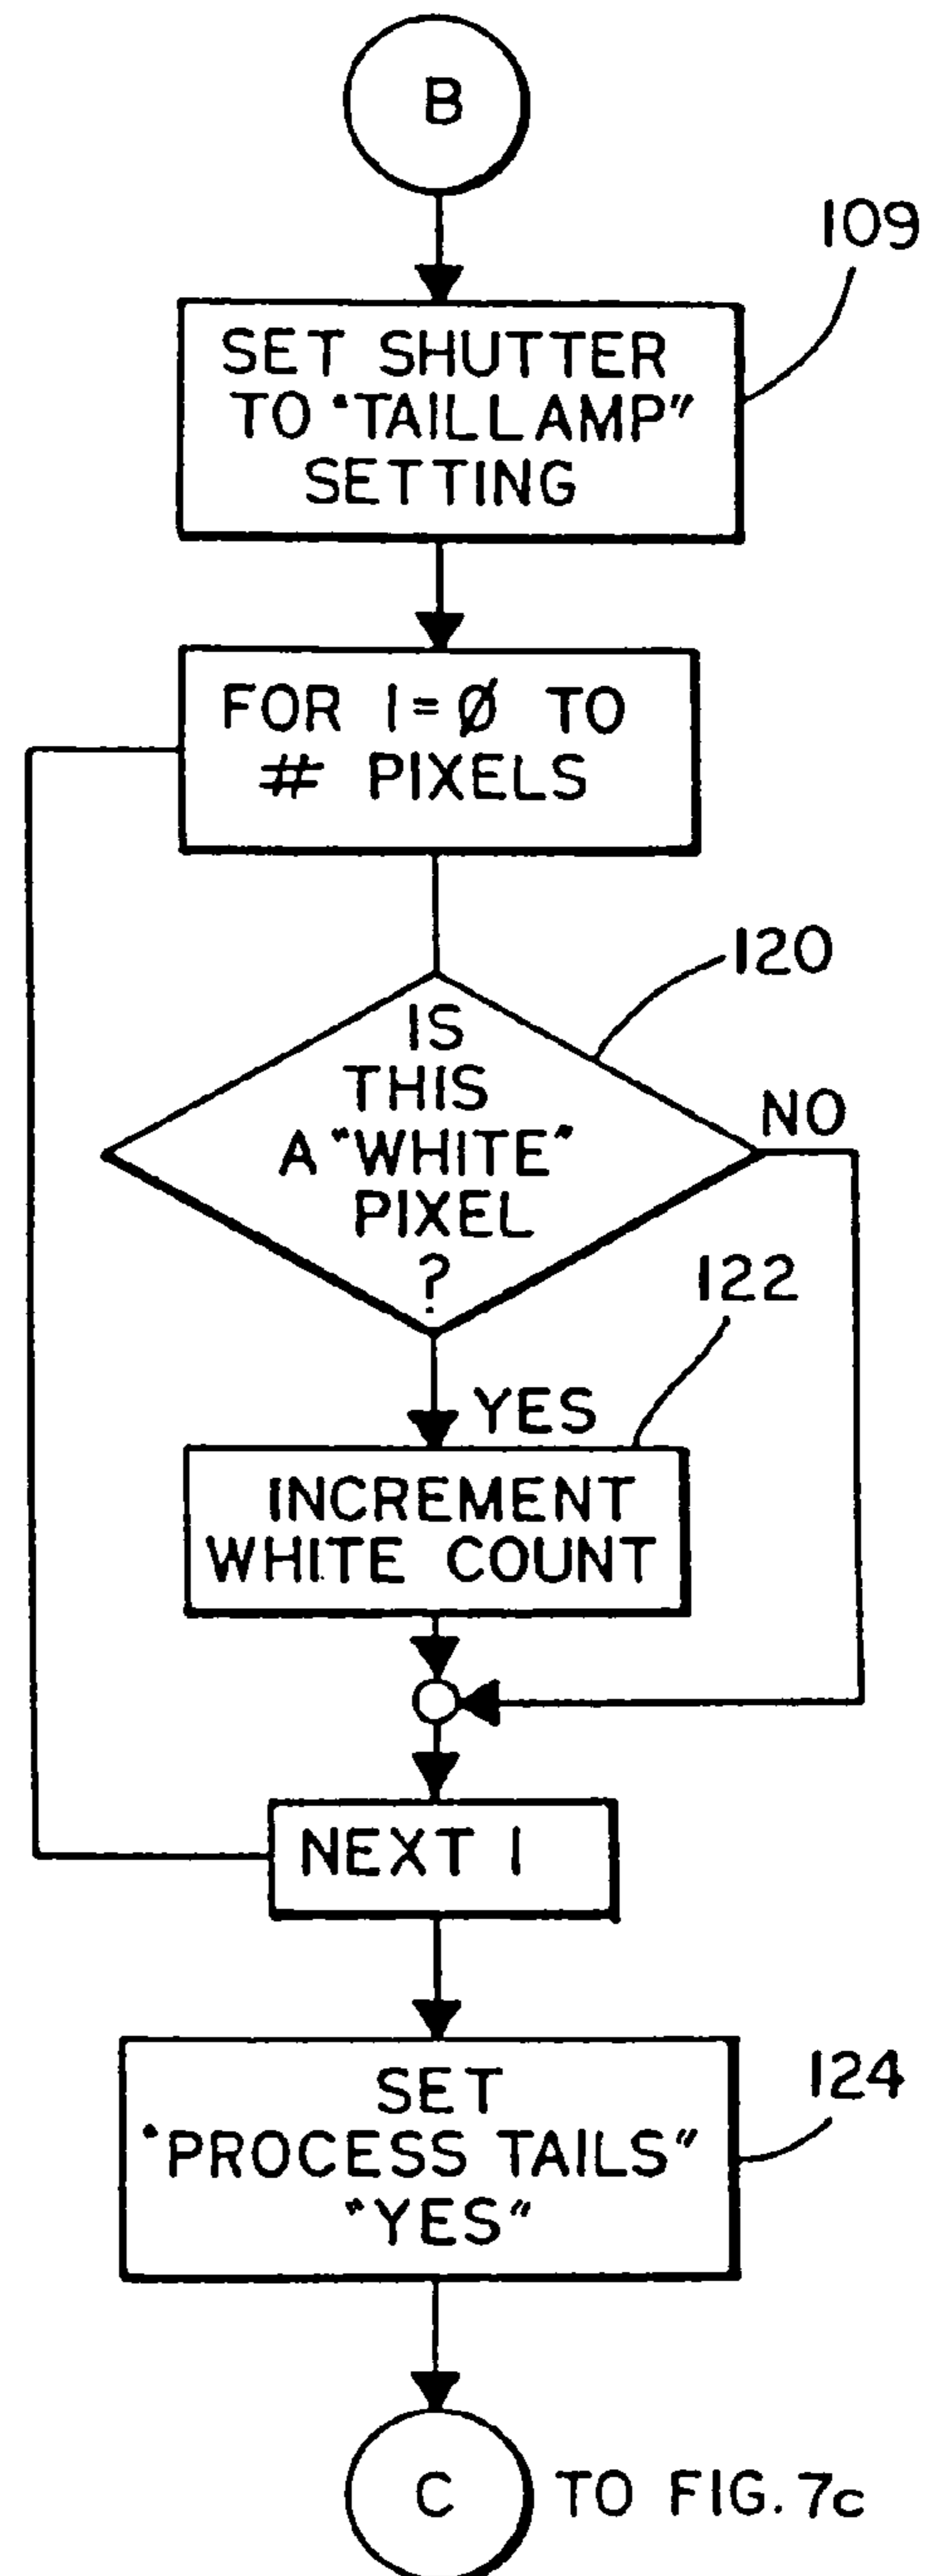 B
109
SET SHUTTER
TO "TAILLAMP"
SETTING
FOR I=Ø TO
# PIXELS
120
IS
THIS
A "WHITE"
PIXEL
?
NO
122
YES
INCREMENT
WHITE COUNT
NEXT I
124
SET
"PROCESS TAILS"
"YES"
C
TO FIG. 7c